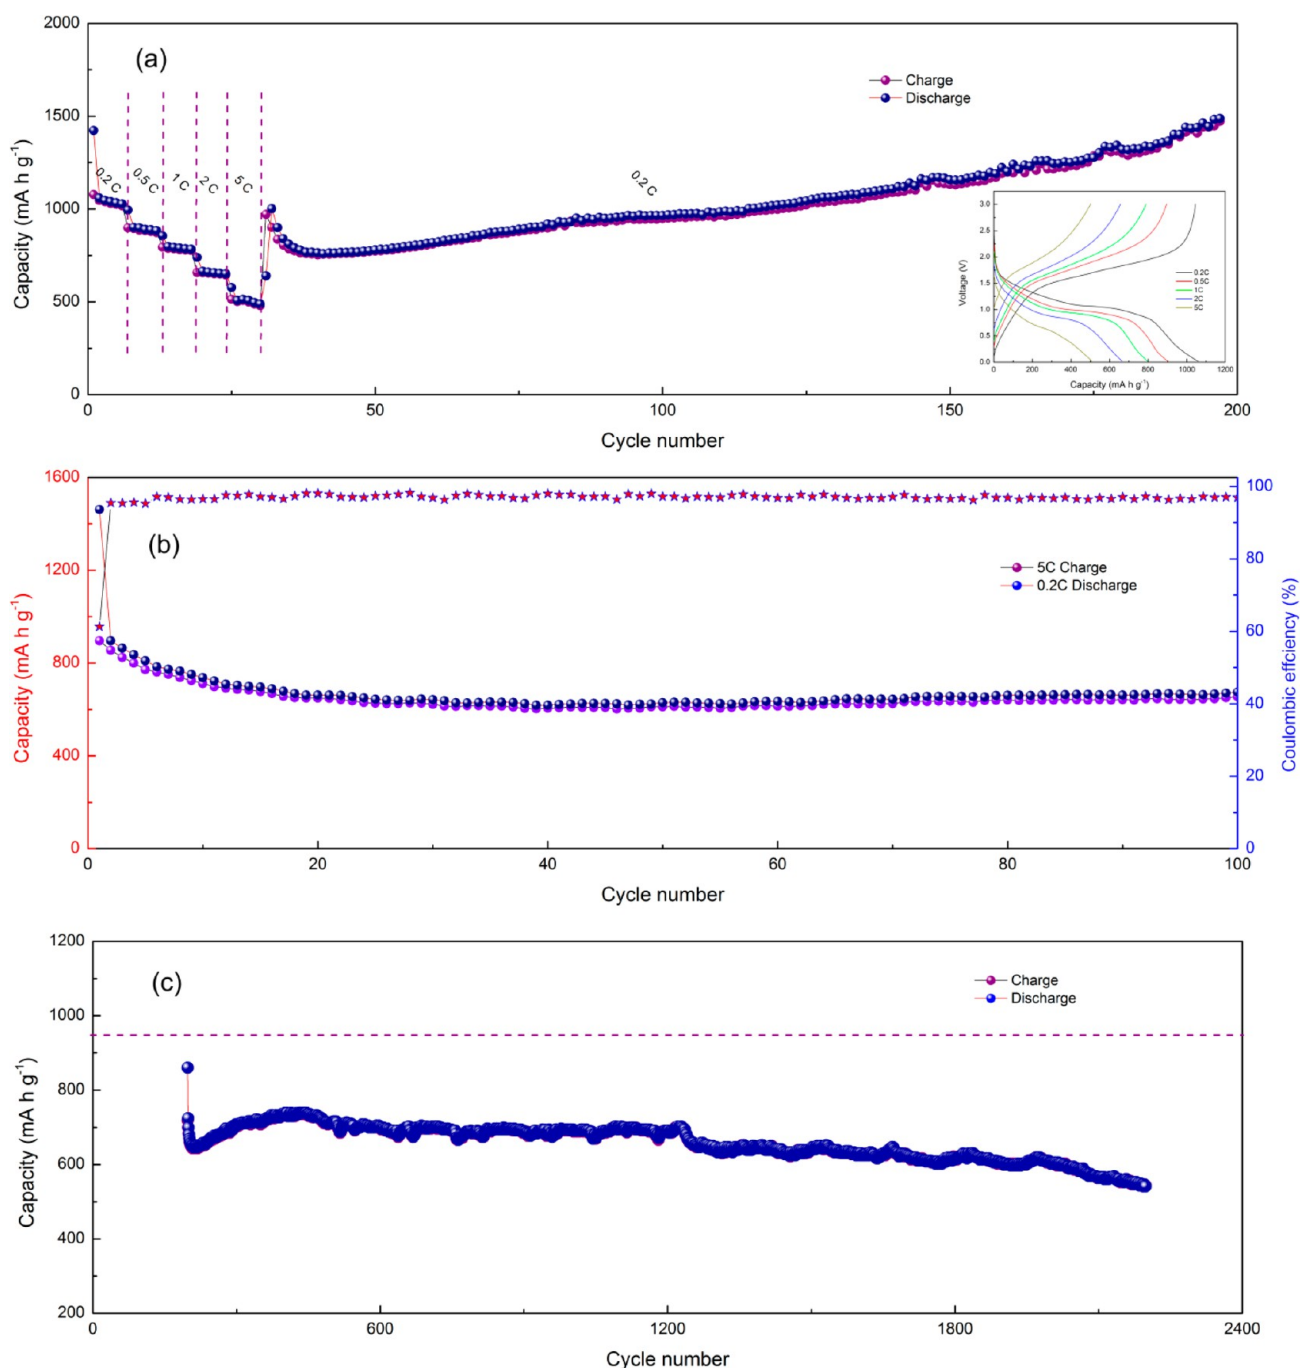 (a)
Charge
Discharge
0.2 C
0.5 C
1 C
2 C
5 C
0.2 C
Capacity (mA h g-1)
2000
1500
1000
500
0
0 50 100 150 200
Cycle number
Voltage (V)
3.0
2.5
2.0
1.5
1.0
0.5
0.0
0.2C
0.5C
1C
2C
5C
0 200 400 600 800 1000 1200
Capacity (mA h g-1)
(b)
5C Charge
0.2C Discharge
Capacity (mA h g-1)
1600
1200
800
400
0
Coulombic effciency (%)
100
80
60
40
20
0
0 20 40 60 80 100
Cycle number
(c)
Charge
Discharge
Capacity (mA h g-1)
1200
1000
800
600
400
200
0 600 1200 1800 2400
Cycle number